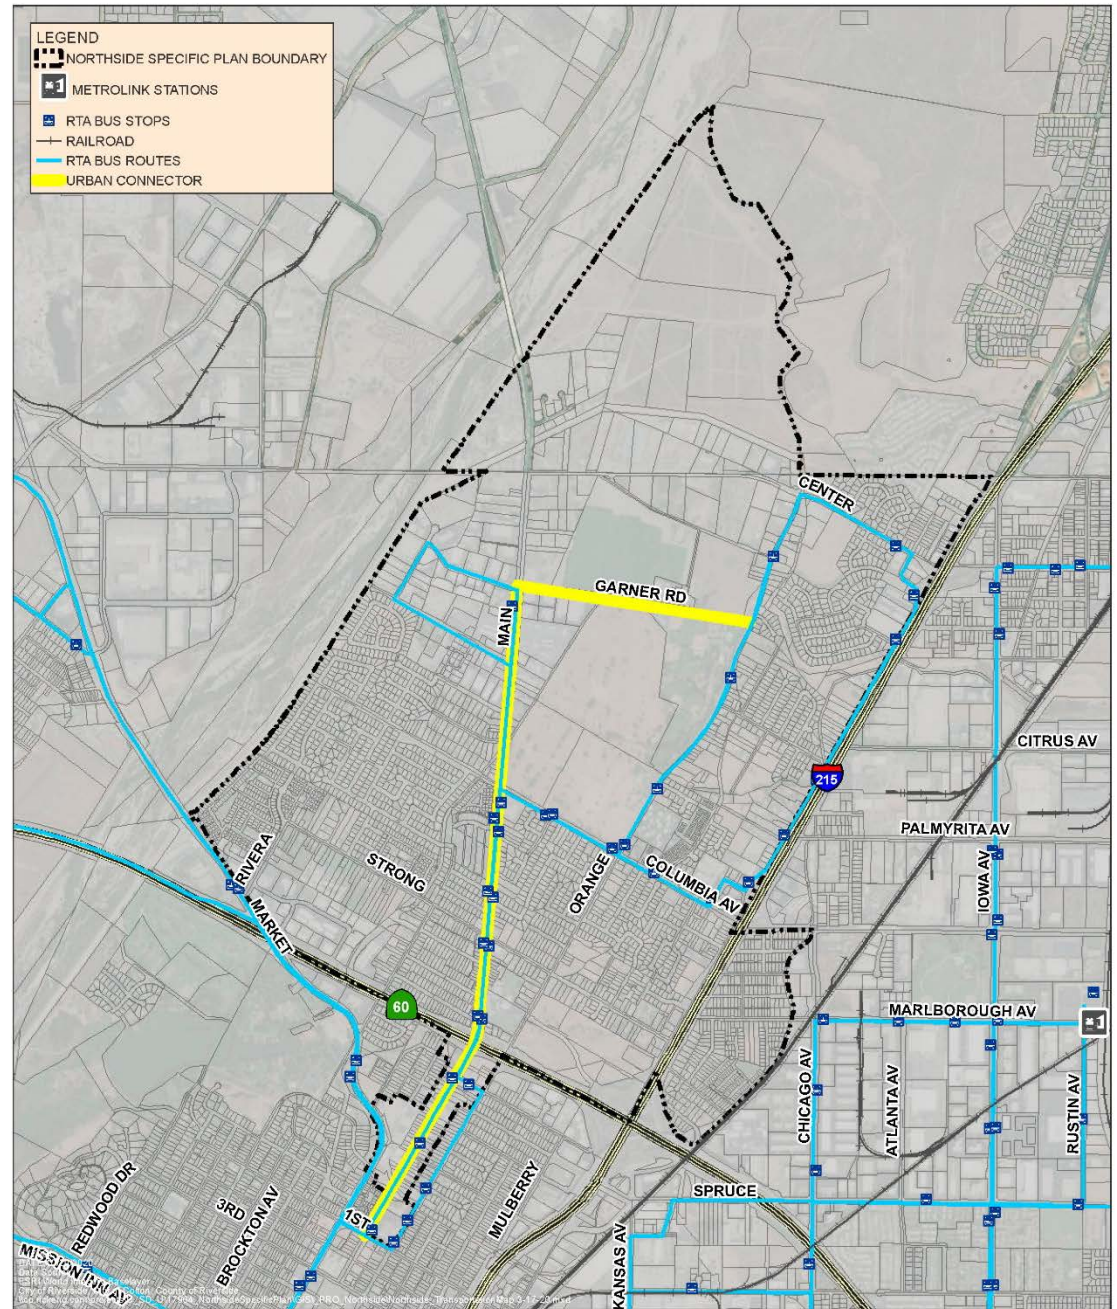 LEGEND
NORTHSIDE SPECIFIC PLAN BOUNDARY
METROLINK STATIONS
RTA BUS STOPS
RAILROAD
RTA BUS ROUTES
URBAN CONNECTOR
CENTER
GARNER RD
MAIN
CITRUS AV
215
PALMYRITA AV
RIVERA
STRONG
ORANGE
COLUMBIA AV
IOWA AV
MARKET
60
MARLBOROUGH AV
CHICAGO AV
ATLANTA AV
RUSTIN AV
REDWOOD DR
3RD
BROCKTON AV
1ST
MULBERRY
SPRUCE
KANSAS AV
MISSION INN AV